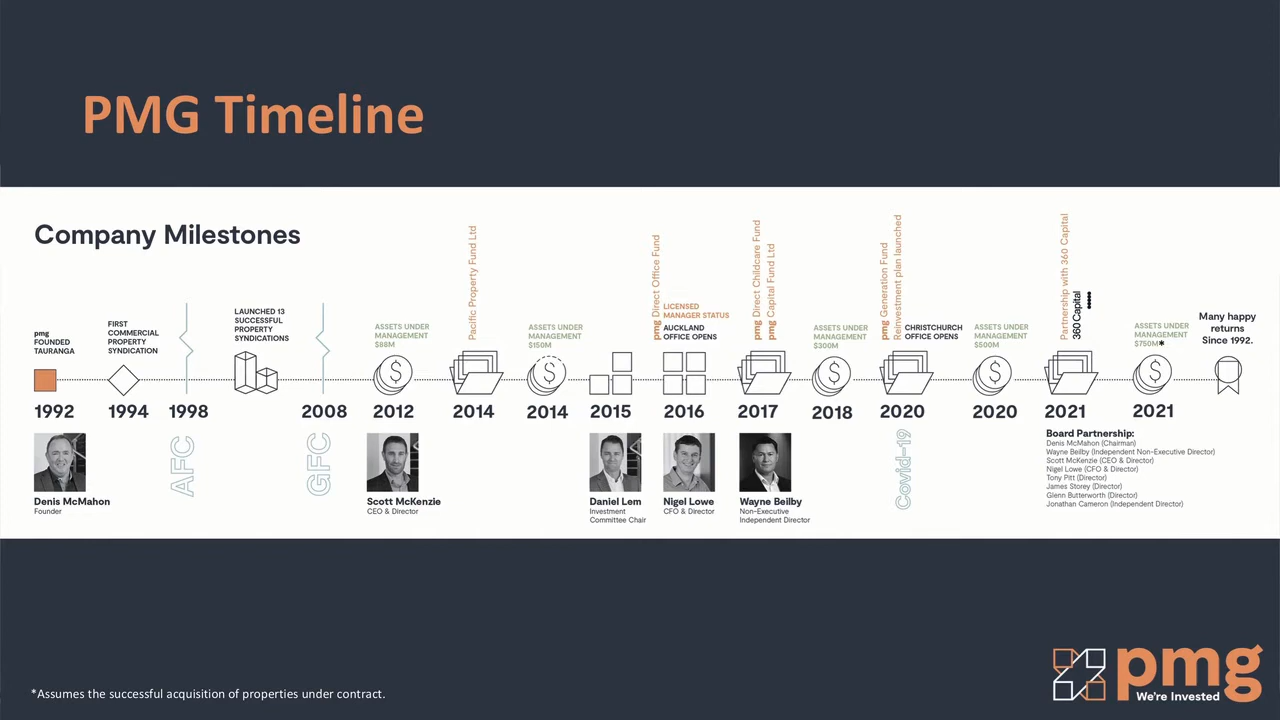 PMG Timeline
Company Milestones
pmg
FOUNDED
TAURANGA
1992
Denis McMahon
Founder
FIRST
COMMERCIAL
PROPERTY
SYNDICATION
1994
1998
AFC
LAUNCHED 13
SUCCESSFUL
PROPERTY
SYNDICATIONS
2008
GFC
ASSETS UNDER
MANAGEMENT
$88M
2012
Scott McKenzie
CEO & Director
Pacific Property Fund Ltd
2014
ASSETS UNDER
MANAGEMENT
$150M
2014
2015
Daniel Lem
Investment
Committee Chair
pmg Direct Office Fund
LICENSED
MANAGER STATUS
AUCKLAND
OFFICE OPENS
2016
Nigel Lowe
CFO & Director
pmg Direct Childcare Fund
pmg Capital Fund Ltd
2017
Wayne Beilby
Non-Executive
Independent Director
ASSETS UNDER
MANAGEMENT
$300M
2018
pmg Generation Fund
Reinvestment plan launched
CHRISTCHURCH
OFFICE OPENS
2020
Covid-19
ASSETS UNDER
MANAGEMENT
$500M
2020
Partnership with 360 Capital
360 Capital
2021
Board Partnership:
Denis McMahon (Chairman)
Wayne Beilby (Independent Non-Executive Director)
Scott McKenzie (CEO & Director)
Nigel Lowe (CFO & Director)
Tony Pitt (Director)
James Storey (Director)
Glenn Butterworth (Director)
Jonathan Cameron (Independent Director)
ASSETS UNDER
MANAGEMENT
$750M*
2021
Many happy
returns
Since 1992.
*Assumes the successful acquisition of properties under contract.
pmg
We're Invested